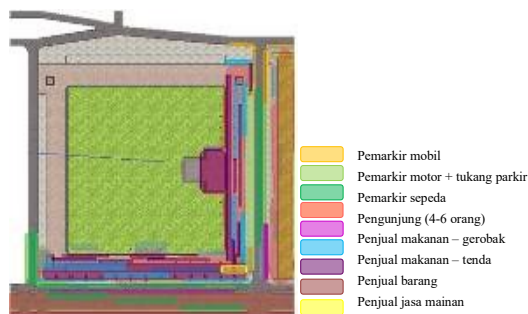 Pemarkir mobil
Pemarkir motor + tukang parkir
Pemarkir sepeda
Pengunjung (4-6 orang)
Penjual makanan – gerobak
Penjual makanan – tenda
Penjual barang
Penjual jasa mainan